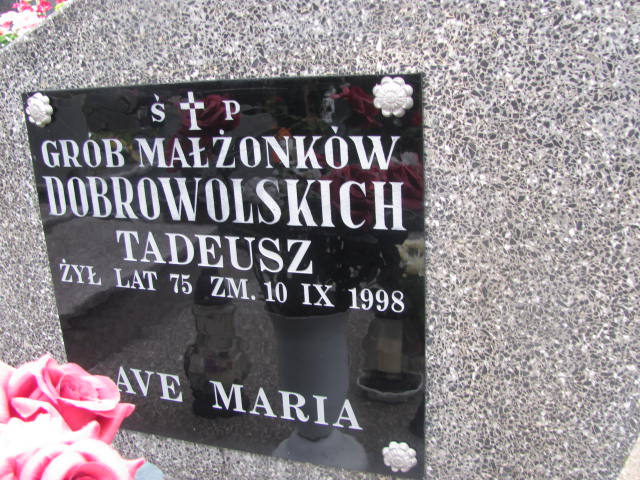 Ś P
GRÓB MAŁŻONKÓW
DOBROWOLSKICH
TADEUSZ
ŻYŁ LAT 75 ZM. 10 IX 1998
AVE MARIA